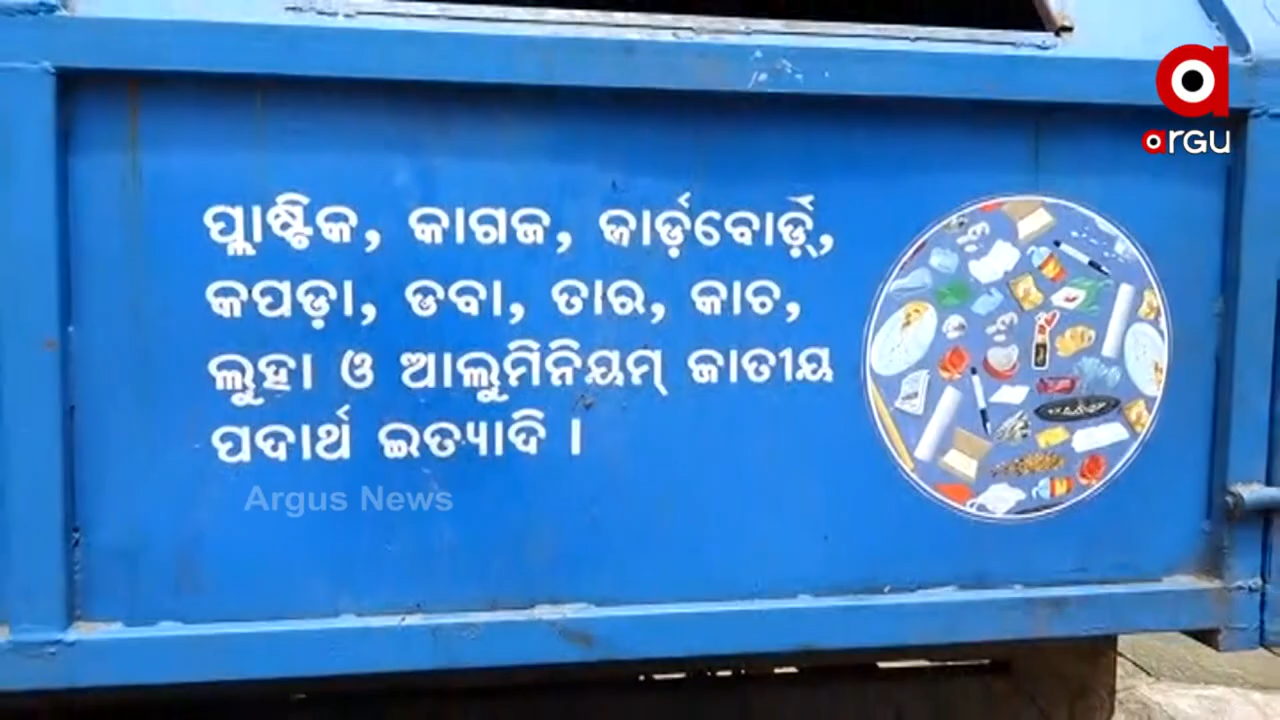 ପ୍ଲାଷ୍ଟିକ, କାଗଜ, କାର୍ଡ଼ବୋର୍ଡ଼୍,
କପଡ଼ା, ଡବା, ତାର, କାଚ,
ଲୁହା ଓ ଆଲୁମିନିୟମ୍ ଜାତୀୟ
ପଦାର୍ଥ ଇତ୍ୟାଦି ।
Argus News
argu